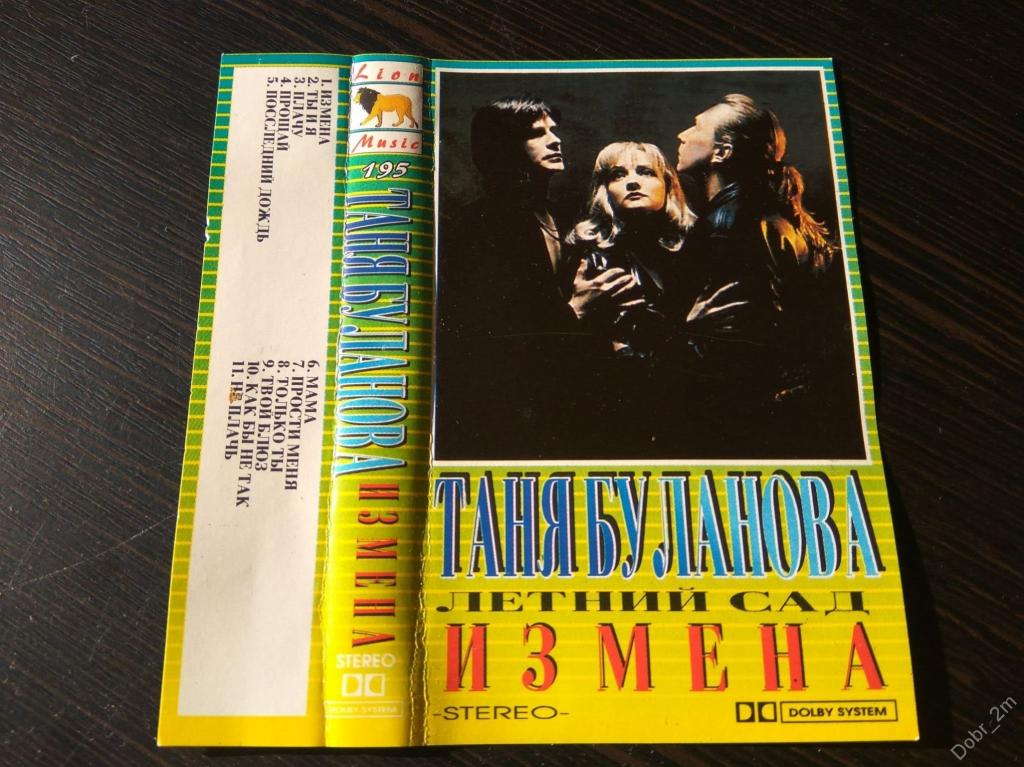 1. ИЗМЕНА
2. ТЫ И Я
3. ПЛАЧУ
4. ПРОЩАЙ
5. ПОССЛЕДНИЙ ДОЖДЬ
6. МАМА
7. ПРОСТИ МЕНЯ
8. ТОЛЬКО ТЫ
9. ТВОЙ БЛЮЗ
10. КАК БЫ НЕ ТАК
11. НЕ ПЛАЧЬ
Lion
Music
195
ТАНЯ БУЛАНОВА ИЗМЕНА
STEREO
DOLBY SYSTEM
ТАНЯ БУЛАНОВА
ЛЕТНИЙ САД
ИЗМЕНА
-STEREO-
DOLBY SYSTEM
Dobr_2m